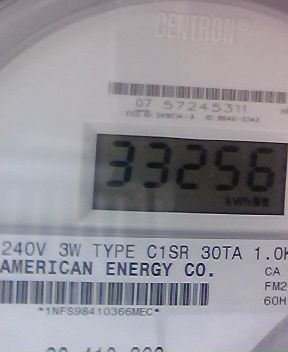 CENTRON®
07 57245311
33256
kWh
240V 3W TYPE C1SR 30TA 1.0K
AMERICAN ENERGY CO.
CA
FM2
60H
*1NFS98410366MEC*